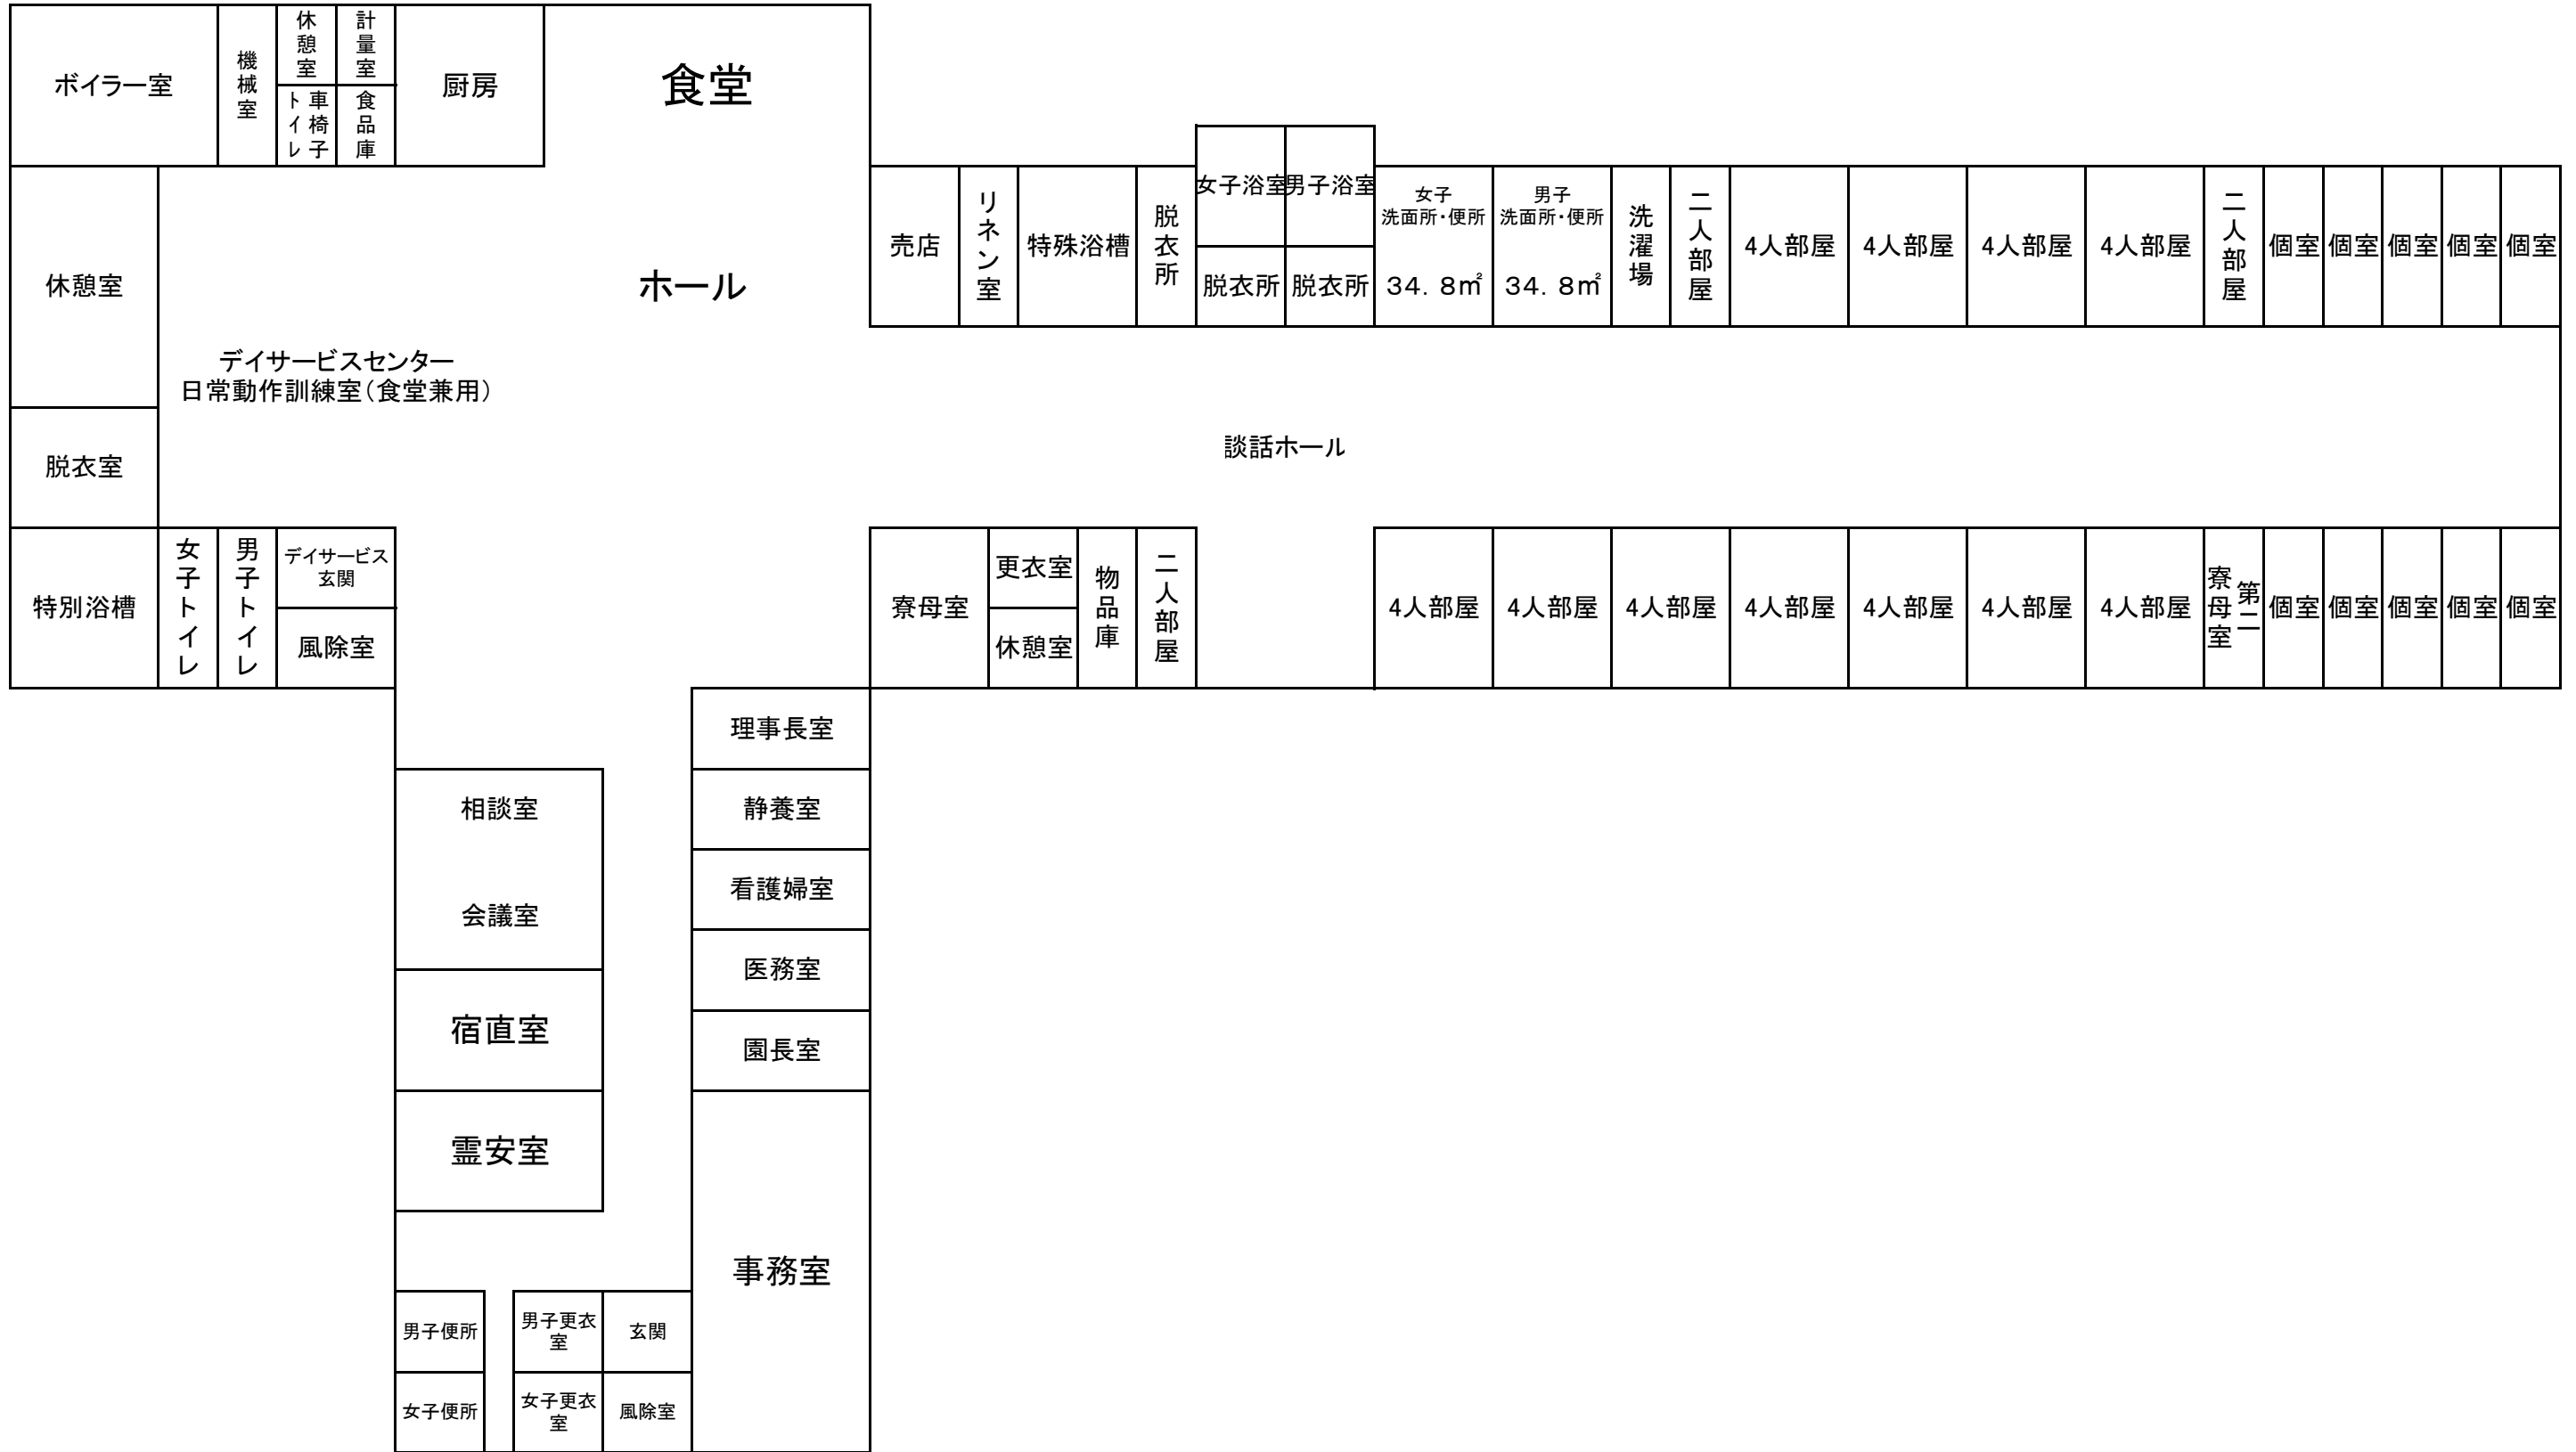 ボイラー室
機械室
休憩室
計量室
車椅子
トイレ
食品庫
厨房
食堂
休憩室
ホール
デイサービスセンター
日常動作訓練室(食堂兼用)
脱衣室
売店
リネン室
特殊浴槽
脱衣所
女子浴室
男子浴室
脱衣所
脱衣所
女子
洗面所・便所
34.8㎡
男子
洗面所・便所
34.8㎡
洗濯場
二人部屋
4人部屋
4人部屋
4人部屋
4人部屋
二人部屋
個室
個室
個室
個室
個室
談話ホール
特別浴槽
女子トイレ
男子トイレ
デイサービス
玄関
風除室
寮母室
更衣室
休憩室
物品庫
二人部屋
4人部屋
4人部屋
4人部屋
4人部屋
4人部屋
4人部屋
4人部屋
第二
寮母室
個室
個室
個室
個室
個室
理事長室
相談室
静養室
看護婦室
会議室
医務室
宿直室
園長室
霊安室
事務室
男子便所
男子更衣
室
玄関
女子便所
女子更衣
室
風除室